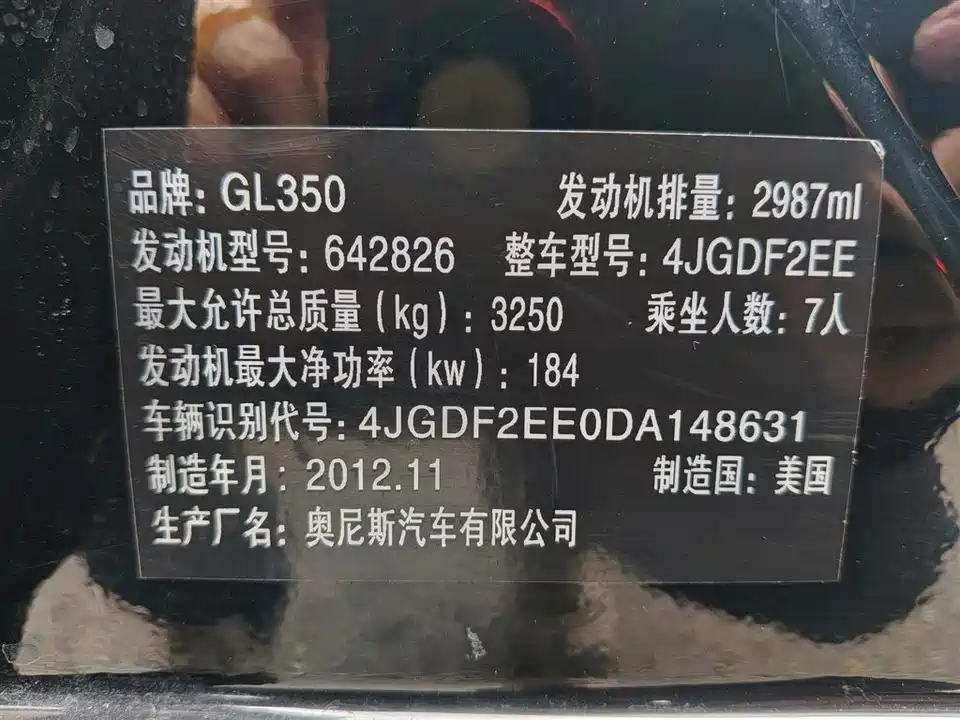 品牌: GL350 发动机排量: 2987ml
发动机型号: 642826 整车型号: 4JGDF2EE
最大允许总质量(kg): 3250 乘坐人数: 7人
发动机最大净功率(kw): 184
车辆识别代号: 4JGDF2EE0DA148631
制造年月: 2012.11 制造国: 美国
生产厂名: 奥尼斯汽车有限公司